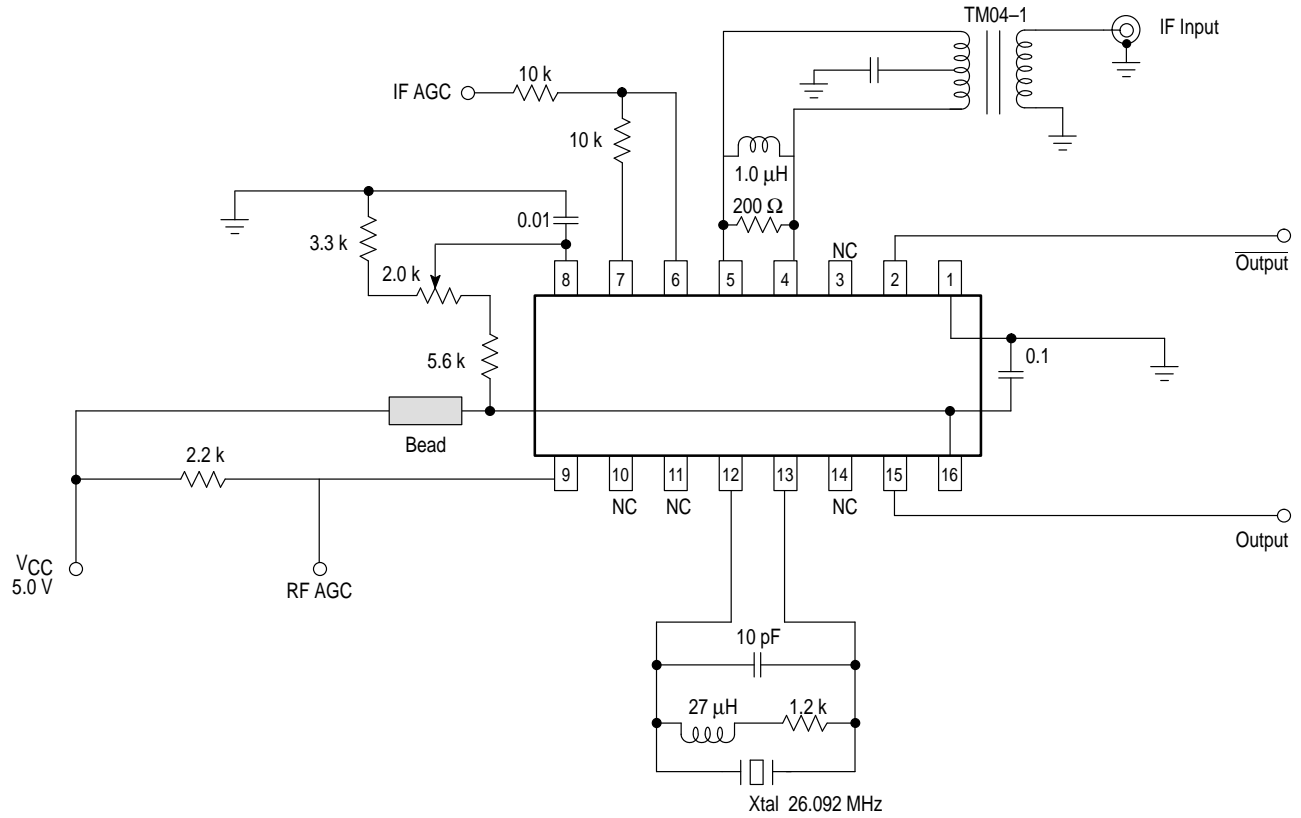 TM04–1
IF Input
10 k
IF AGC
10 k
1.0 μH
0.01
200 Ω
3.3 k
2.0 k
NC
Output
8
7
6
5
4
3
2
1
5.6 k
0.1
Bead
2.2 k
9
10
11
12
13
14
15
16
NC
NC
NC
Output
VCC
5.0 V
RF AGC
10 pF
27 μH
1.2 k
Xtal 26.092 MHz